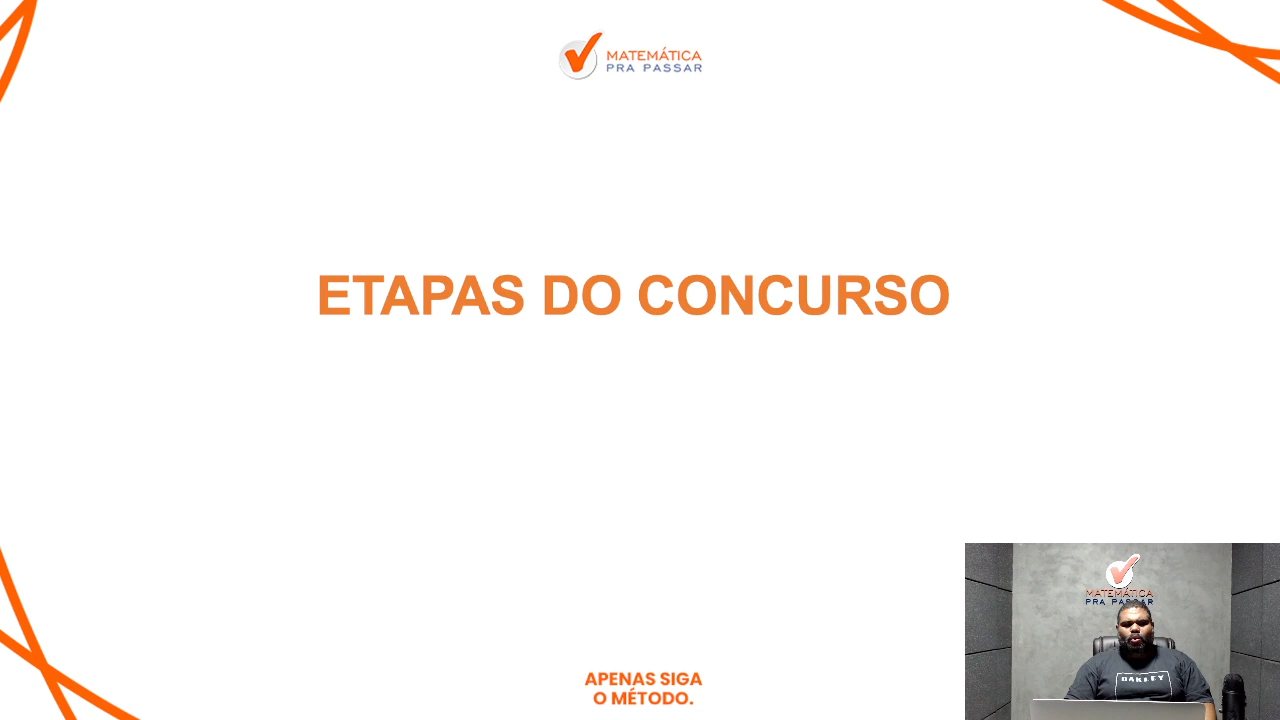 MATEMÁTICA
PRA PASSAR
ETAPAS DO CONCURSO
MATEMÁTICA
PRA PASSAR
OAKLEY
APENAS SIGA
O MÉTODO.